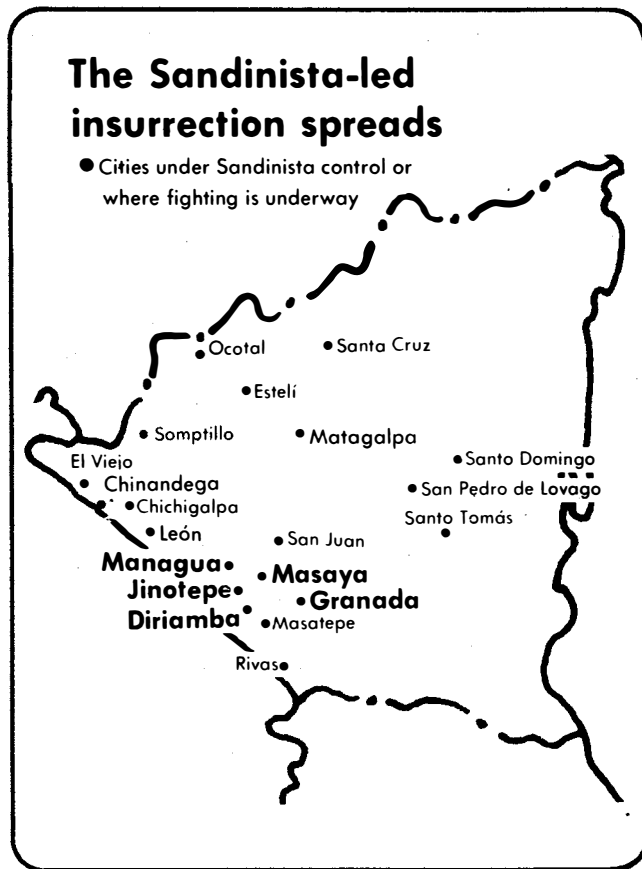 The Sandinista-led
insurrection spreads
● Cities under Sandinista control or
where fighting is underway
Ocotal
Santa Cruz
Estelí
Somptillo
Matagalpa
El Viejo
Santo Domingo
Chinandega
San Pedro de Lovago
Chichigalpa
Santo Tomás
León
San Juan
Managua
Masaya
Jinotepe
Granada
Diriamba
Masatepe
Rivas